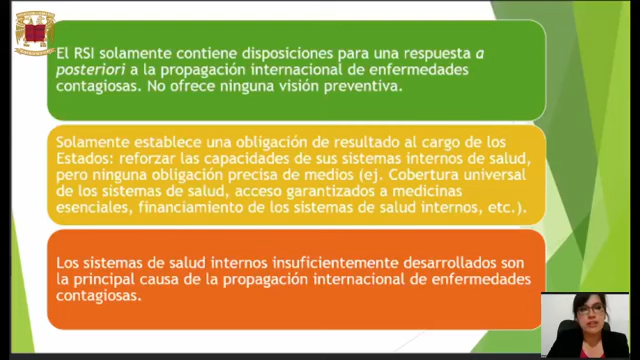 El RSI solamente contiene disposiciones para una respuesta a
posteriori a la propagación internacional de enfermedades
contagiosas. No ofrece ninguna visión preventiva.
Solamente establece una obligación de resultado al cargo de los
Estados: reforzar las capacidades de sus sistemas internos de salud,
pero ninguna obligación precisa de medios (ej. Cobertura universal
de los sistemas de salud, acceso garantizados a medicinas
esenciales, financiamiento de los sistemas de salud internos, etc.).
Los sistemas de salud internos insuficientemente desarrollados son
la principal causa de la propagación internacional de enfermedades
contagiosas.